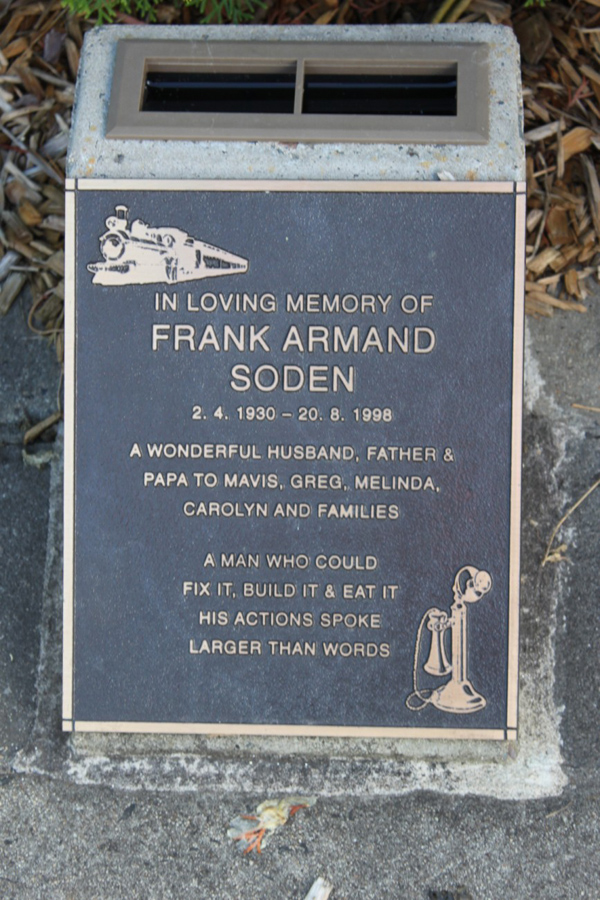 IN LOVING MEMORY OF
FRANK ARMAND
SODEN
2. 4. 1930 – 20. 8. 1998
A WONDERFUL HUSBAND, FATHER &
PAPA TO MAVIS, GREG, MELINDA,
CAROLYN AND FAMILIES
A MAN WHO COULD
FIX IT, BUILD IT & EAT IT
HIS ACTIONS SPOKE
LARGER THAN WORDS